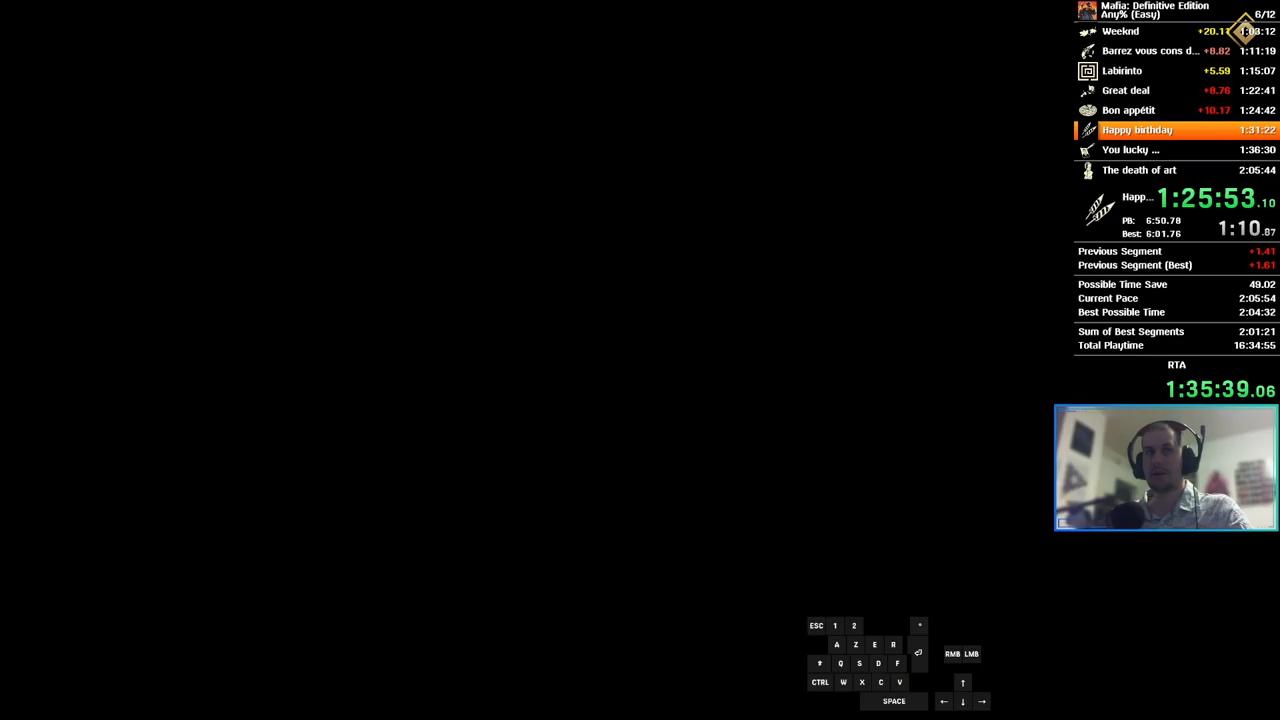 Mafia: Definitive Edition
Any% (Easy) 6/12
Weeknd +20.11 1:03:12
Barrez vous cons d... +8.82 1:11:19
Labirinto +5.59 1:15:07
Great deal +8.76 1:22:41
Bon appétit +10.17 1:24:42
Happy birthday 1:31:22
You lucky ... 1:36:30
The death of art 2:05:44
Happ... 1:25:53.10
PB: 6:50.78
Best: 6:01.76 1:10.87
Previous Segment +1.41
Previous Segment (Best) +1.61
Possible Time Save 49.02
Current Pace 2:05:54
Best Possible Time 2:04:32
Sum of Best Segments 2:01:21
Total Playtime 16:34:55
RTA
1:35:39.06
ESC 1 2 °
A Z E R
RMB LMB
Q S D F
CTRL W X C V
SPACE